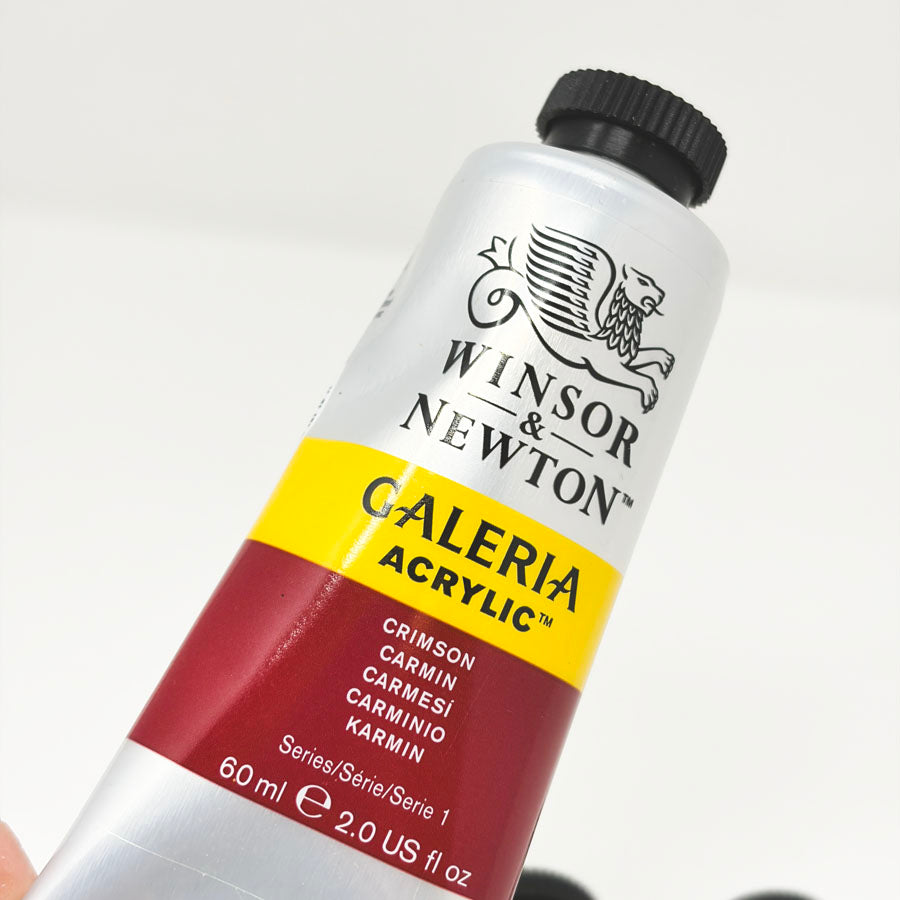 WINSOR
&
NEWTON™
GALERIA
ACRYLIC™
CRIMSON
CARMIN
CARMESÍ
CARMINIO
KARMIN
Series/Série/Serie 1
60 ml ℮ 2.0 US fl oz